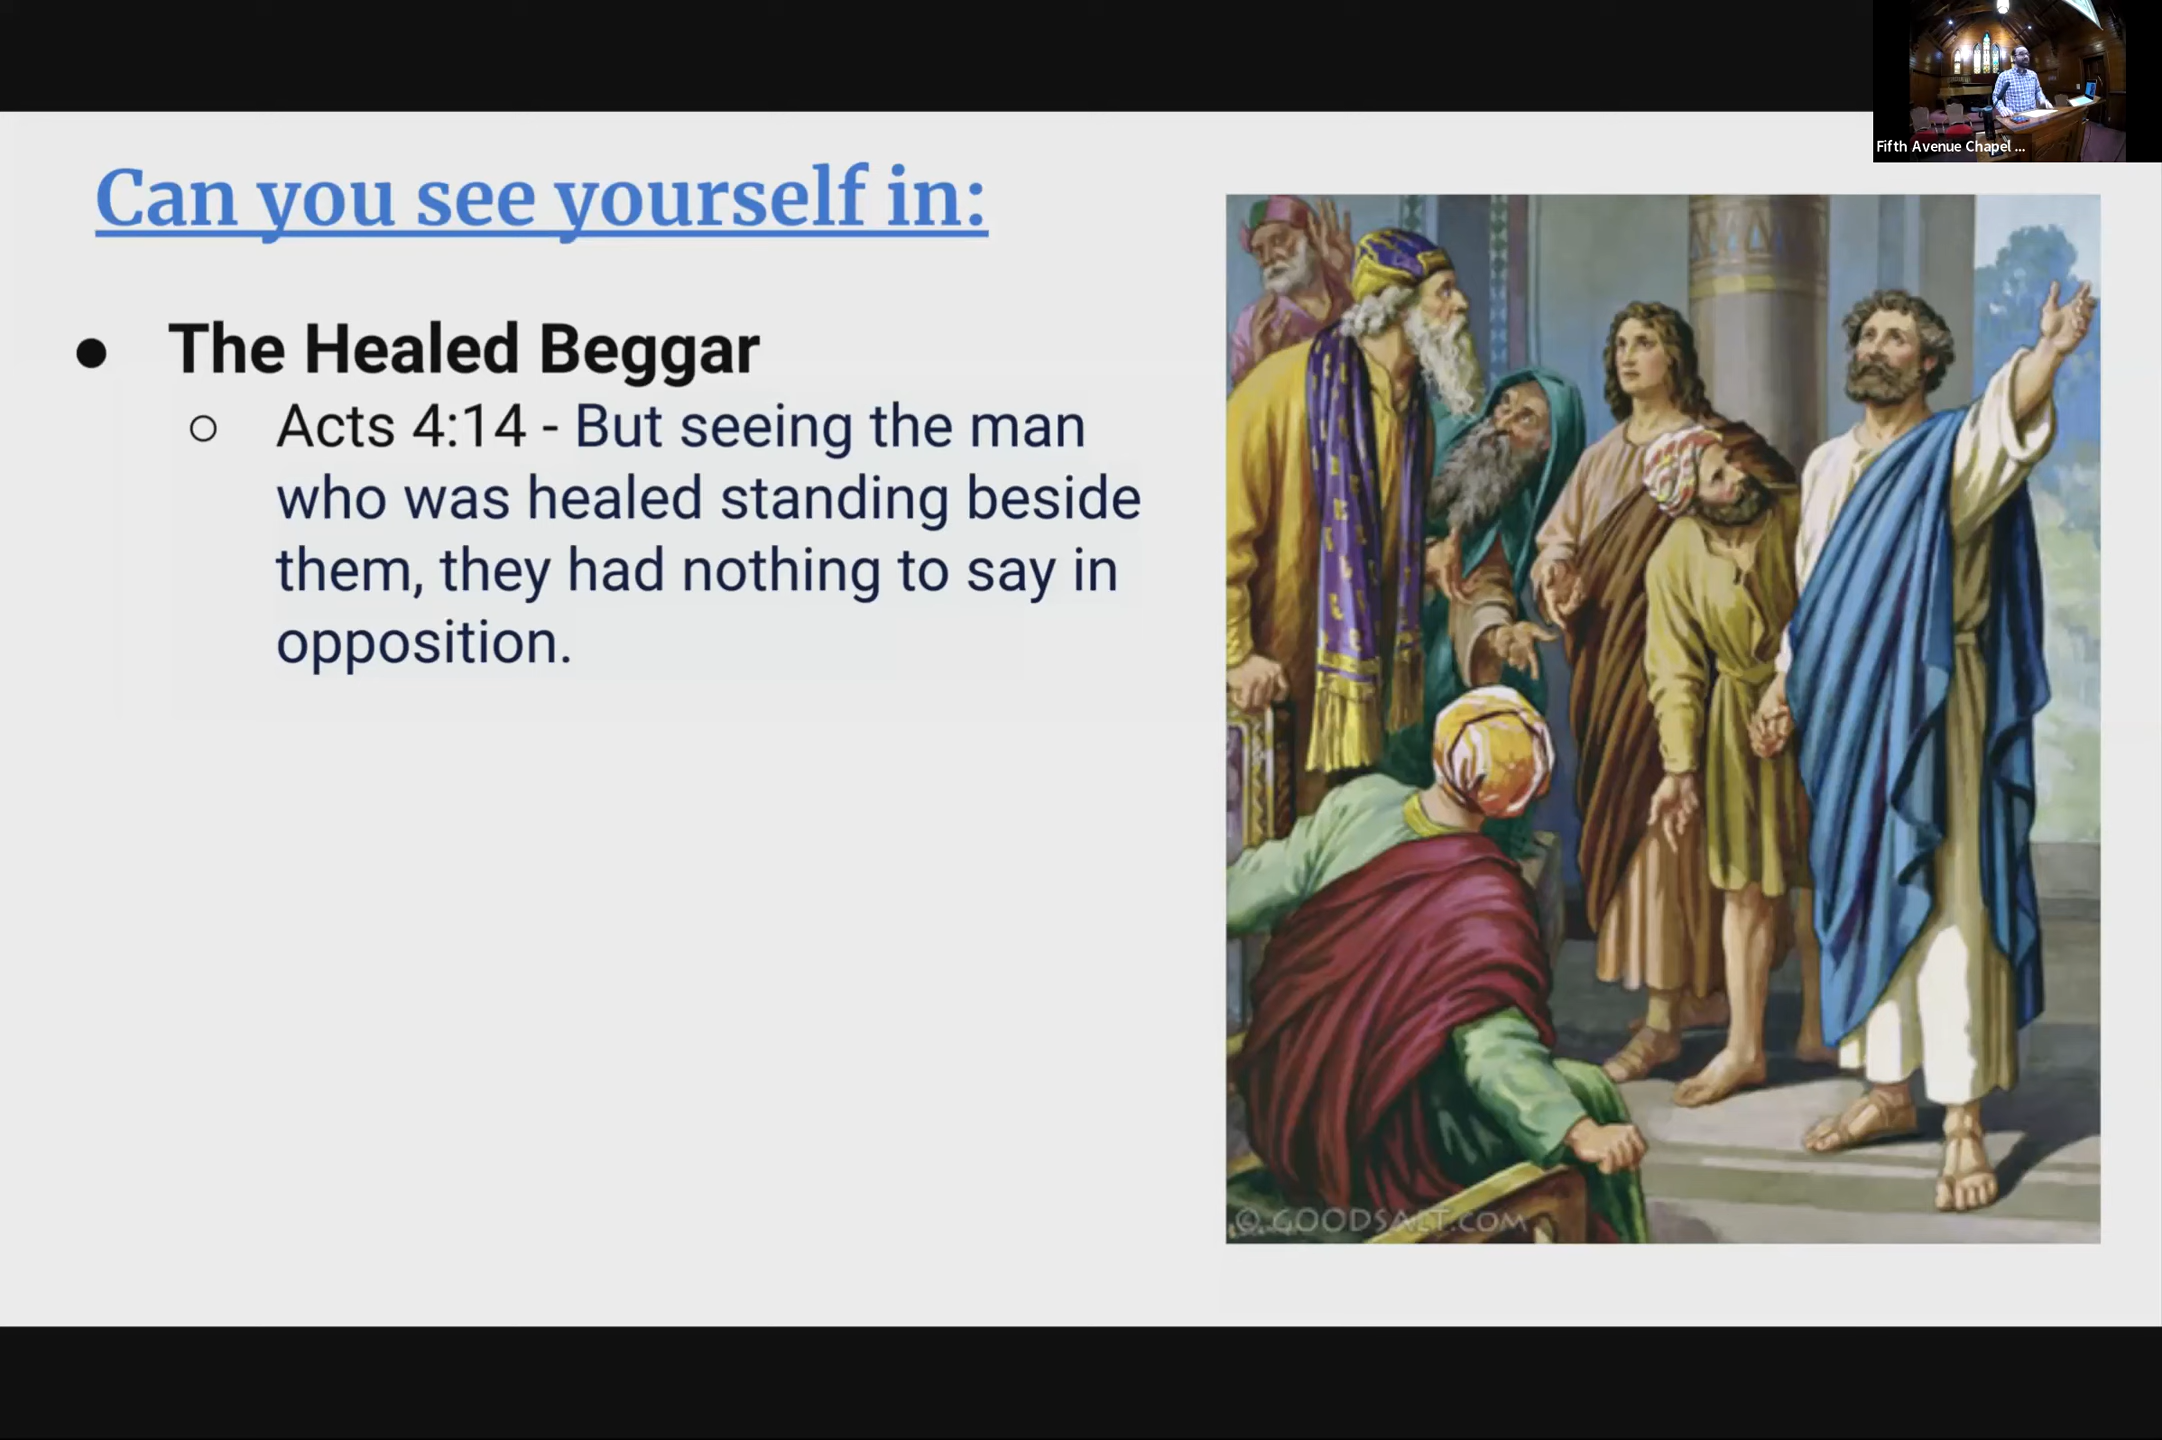 Fifth Avenue Chapel ...
Can you see yourself in:
● The Healed Beggar
○ Acts 4:14 - But seeing the man
who was healed standing beside
them, they had nothing to say in
opposition.
© GOODSALT.COM